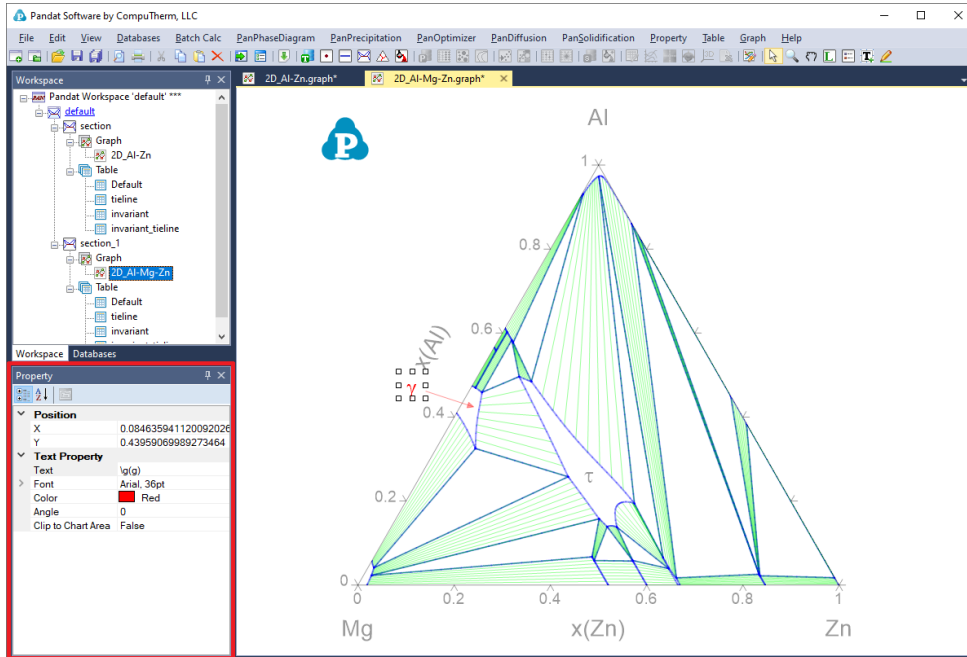 Pandat Software by CompuTherm, LLC
File Edit View Databases Batch Calc PanPhaseDiagram PanPrecipitation PanOptimizer PanDiffusion PanSolidification Property Table Graph Help
Workspace
2D_Al-Zn.graph*
2D_Al-Mg-Zn.graph*
Pandat Workspace 'default' ***
default
section
Graph
2D_Al-Zn
Table
Default
tieline
invariant
invariant_tieline
section_1
Graph
2D_Al-Mg-Zn
Table
Default
tieline
invariant
Workspace Databases
Property
Position
X 0.084635941120092026
Y 0.43959069989273464
Text Property
Text \g(g)
Font Arial, 36pt
Color Red
Angle 0
Clip to Chart Area False
P
Al
1
0.8
0.6
x(Al)
γ
0.4
τ
0.2
0
0 0.2 0.4 0.6 0.8 1
Mg x(Zn) Zn